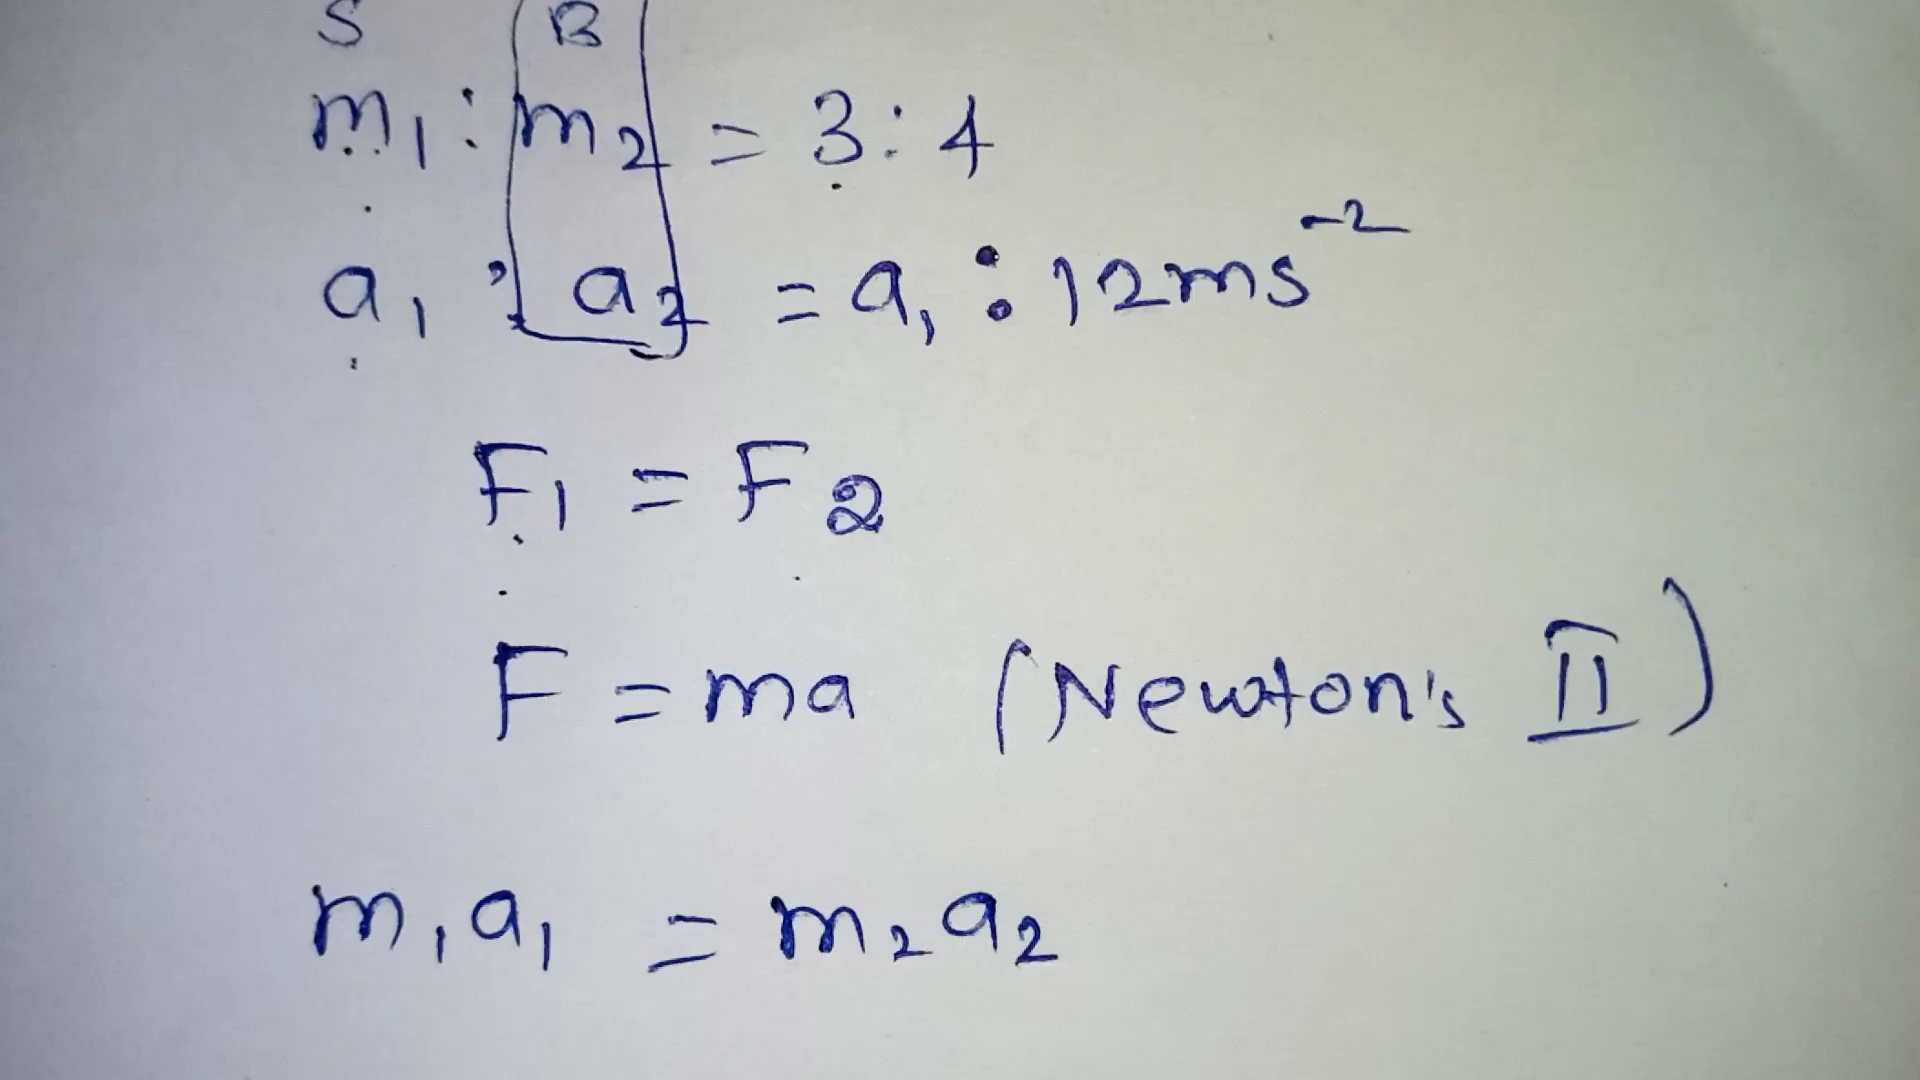 S B
m₁ : m₂ = 3 : 4
a₁ : a₂ = a₁ : 12ms⁻²
F₁ = F₂
F = ma (Newton's II)
m₁a₁ = m₂a₂